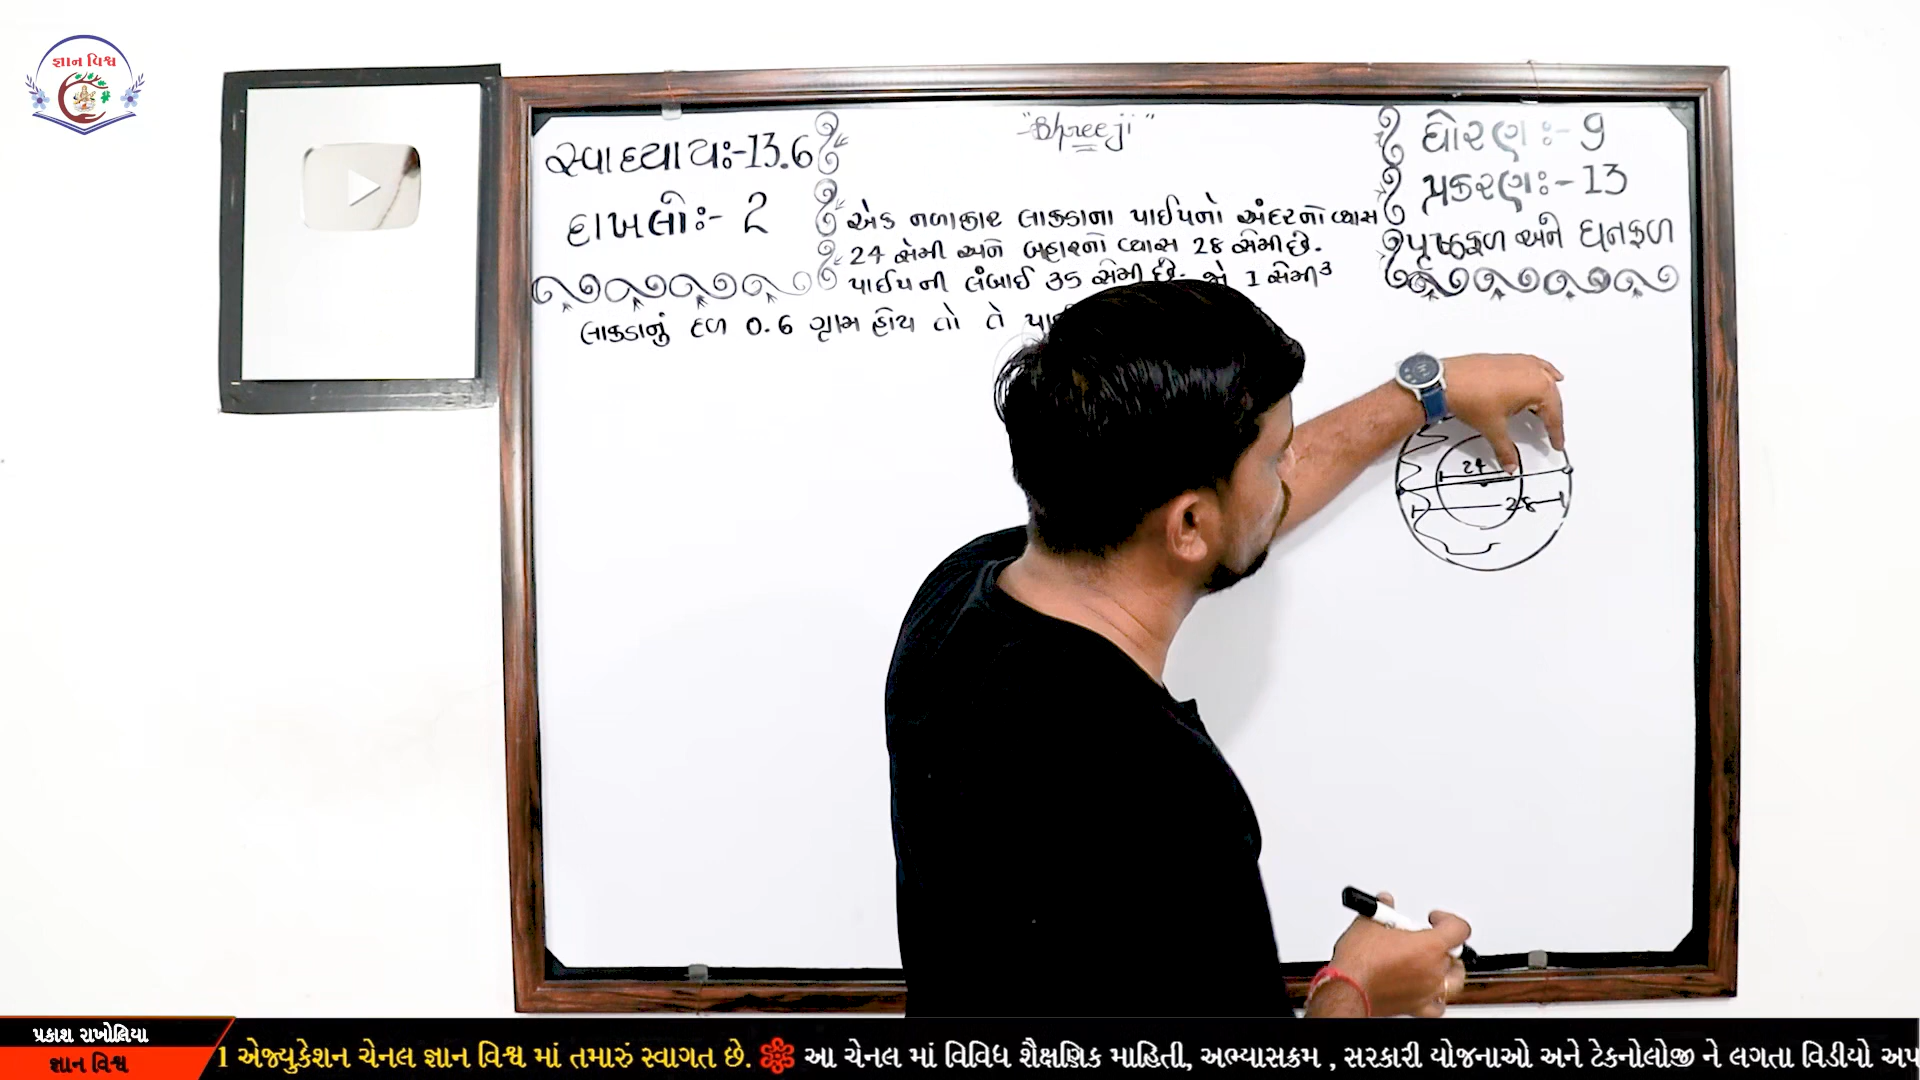 જ્ઞાન વિશ્વ
"Shreeji"
સ્વાધ્યાયઃ-13.6
દાખલોઃ- 2
ધોરણઃ- 9
પ્રકરણઃ- 13
પૃષ્ઠફળ અને ઘનફળ
એક નળાકાર લાકડાના પાઈપનો અંદરનો વ્યાસ
24 સેમી અને બહારનો વ્યાસ 28 સેમી છે.
પાઈપની લંબાઈ 35 સેમી છે. જો 1 સેમી³
લાકડાનું દળ 0.6 ગ્રામ હોય તો તે
24
28
પ્રકાશ રાખોલિયા
જ્ઞાન વિશ્વ
1 એજ્યુકેશન ચેનલ જ્ઞાન વિશ્વ માં તમારું સ્વાગત છે. આ ચેનલ માં વિવિધ શૈક્ષણિક માહિતી, અભ્યાસક્રમ , સરકારી યોજનાઓ અને ટેકનોલોજી ને લગતા વિડીયો અપ